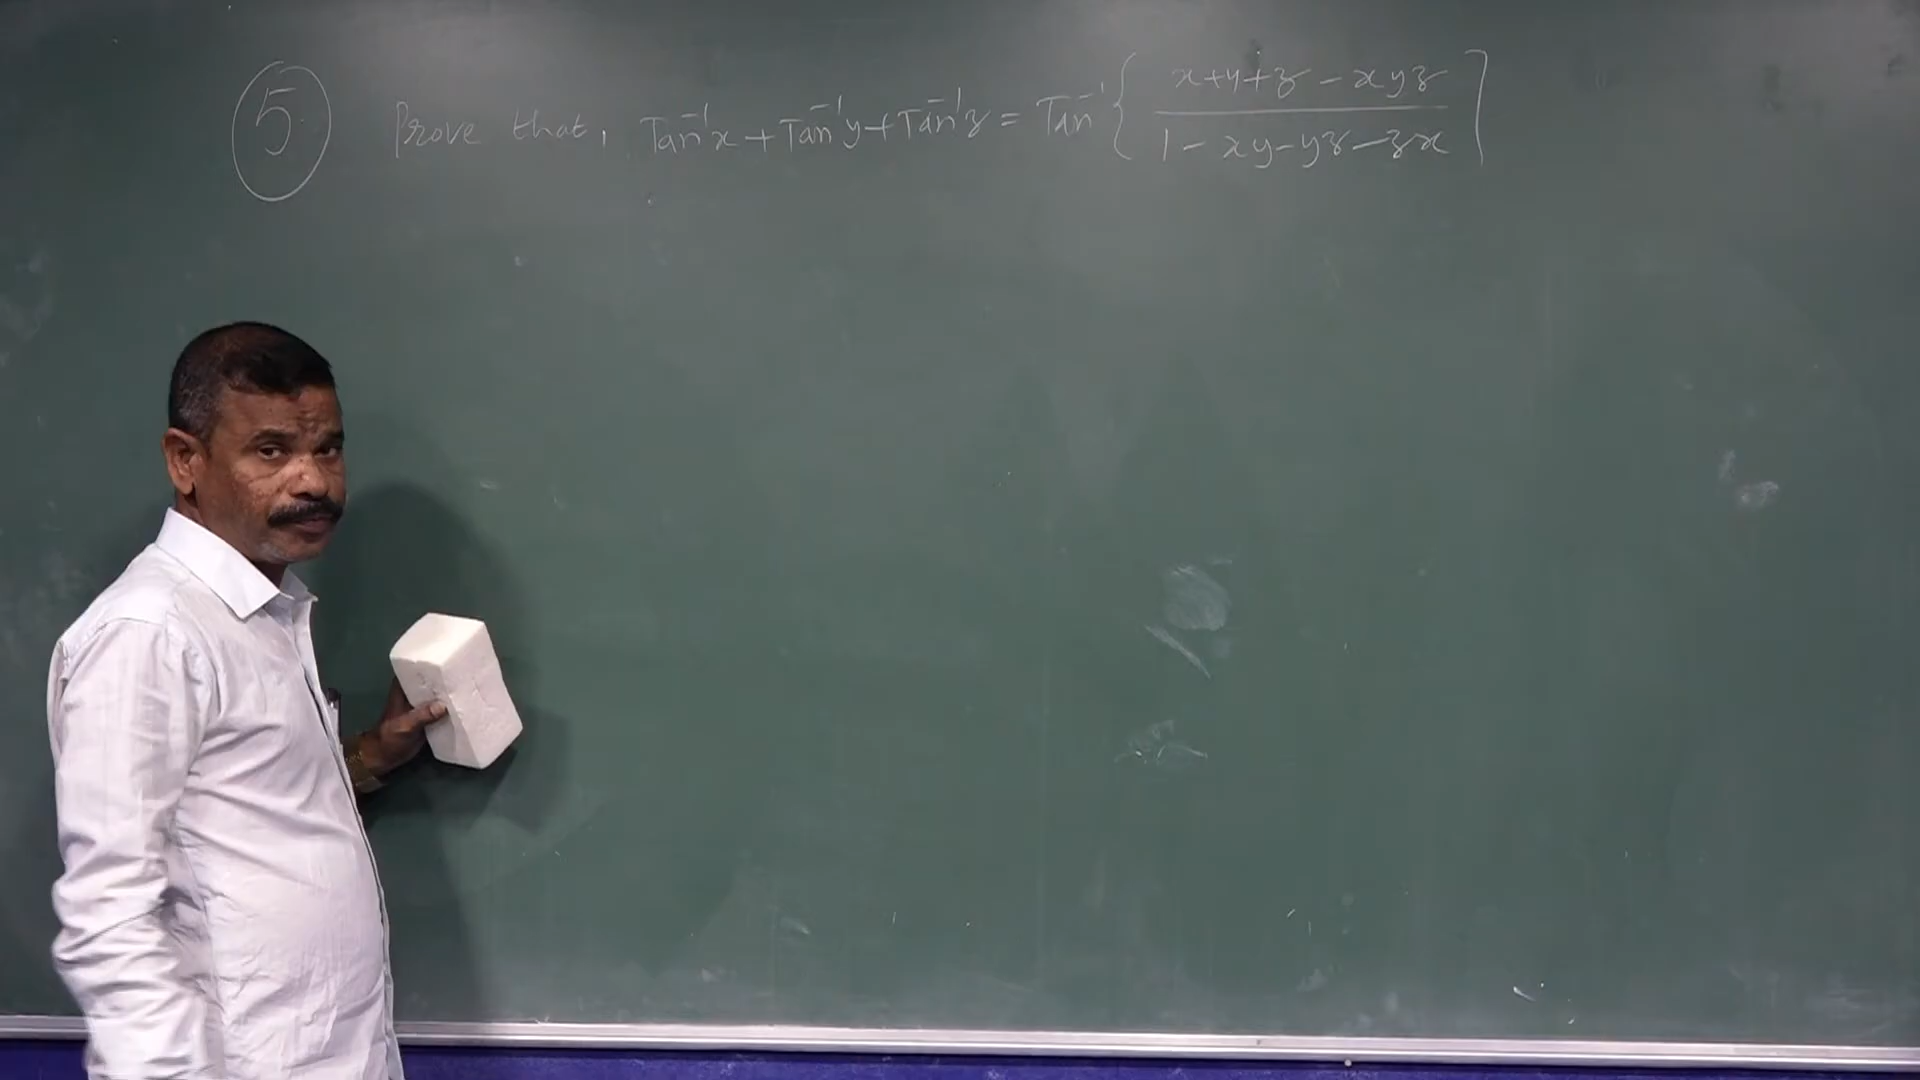 5 Prove that, Tan⁻¹x + Tan⁻¹y + Tan⁻¹z = Tan⁻¹ { (x+y+z - xyz) / (1 - xy - yz - zx) ]